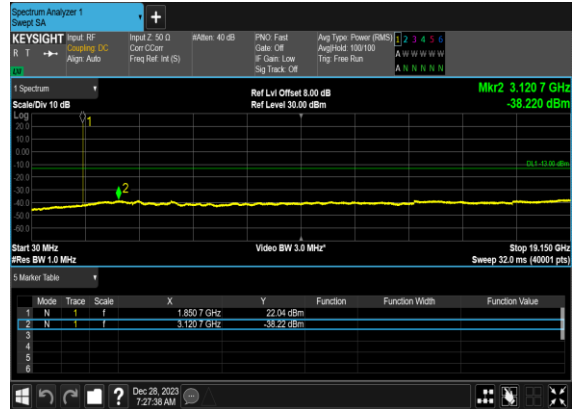 Spectrum Analyzer 1
Swept SA
+
KEYSIGHT
R T
Input: RF
Coupling: DC
Align: Auto
Input Z: 50 Ω
Corr CCorr
Freq Ref: Int (S)
#Atten: 40 dB
PNO: Fast
Gate: Off
IF Gain: Low
Sig Track: Off
Avg Type: Power (RMS)
Avg|Hold: 100/100
Trig: Free Run
1 2 3 4 5 6
A W W W W W
A N N N N N
1 Spectrum
Scale/Div 10 dB
Ref Lvl Offset 8.00 dB
Ref Level 30.00 dBm
Mkr2 3.120 7 GHz
-38.220 dBm
Log
20.0
10.0
0.00
-10.0
-20.0
-30.0
-40.0
-50.0
-60.0
1
2
DL1 -13.00 dBm
Start 30 MHz
#Res BW 1.0 MHz
Video BW 3.0 MHz*
Stop 19.150 GHz
Sweep 32.0 ms (40001 pts)
5 Marker Table
Mode Trace Scale X Y Function Function Width Function Value
1 N 1 f 1.850 7 GHz 22.04 dBm
2 N 1 f 3.120 7 GHz -38.22 dBm
3
4
5
6
?
Dec 28, 2023
7:27:38 AM